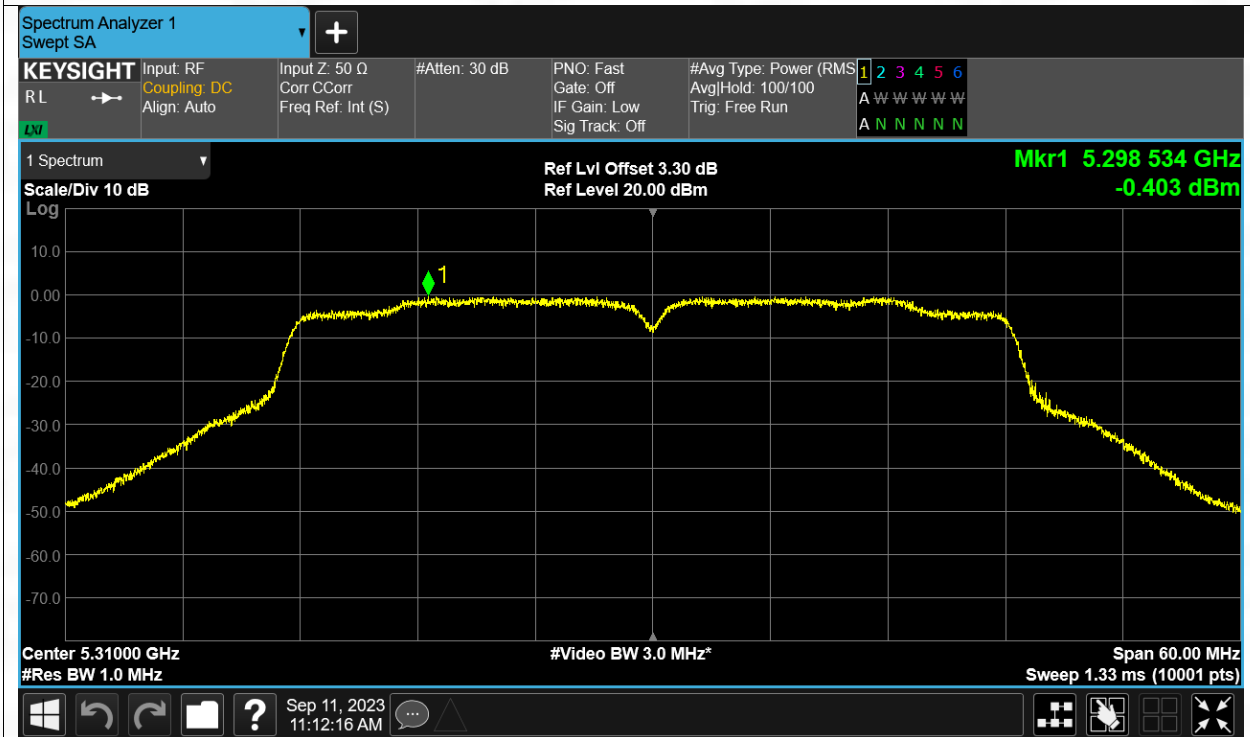 Spectrum Analyzer 1
Swept SA
+
KEYSIGHT
RL
LXI
Input: RF
Coupling: DC
Align: Auto
Input Z: 50 Ω
Corr CCorr
Freq Ref: Int (S)
#Atten: 30 dB
PNO: Fast
Gate: Off
IF Gain: Low
Sig Track: Off
#Avg Type: Power (RMS
Avg|Hold: 100/100
Trig: Free Run
1 2 3 4 5 6
A W W W W W
A N N N N N
1 Spectrum
Scale/Div 10 dB
Ref Lvl Offset 3.30 dB
Ref Level 20.00 dBm
Mkr1 5.298 534 GHz
-0.403 dBm
Log
10.0
0.00
-10.0
-20.0
-30.0
-40.0
-50.0
-60.0
-70.0
1
Center 5.31000 GHz
#Video BW 3.0 MHz*
Span 60.00 MHz
#Res BW 1.0 MHz
Sweep 1.33 ms (10001 pts)
?
Sep 11, 2023
11:12:16 AM